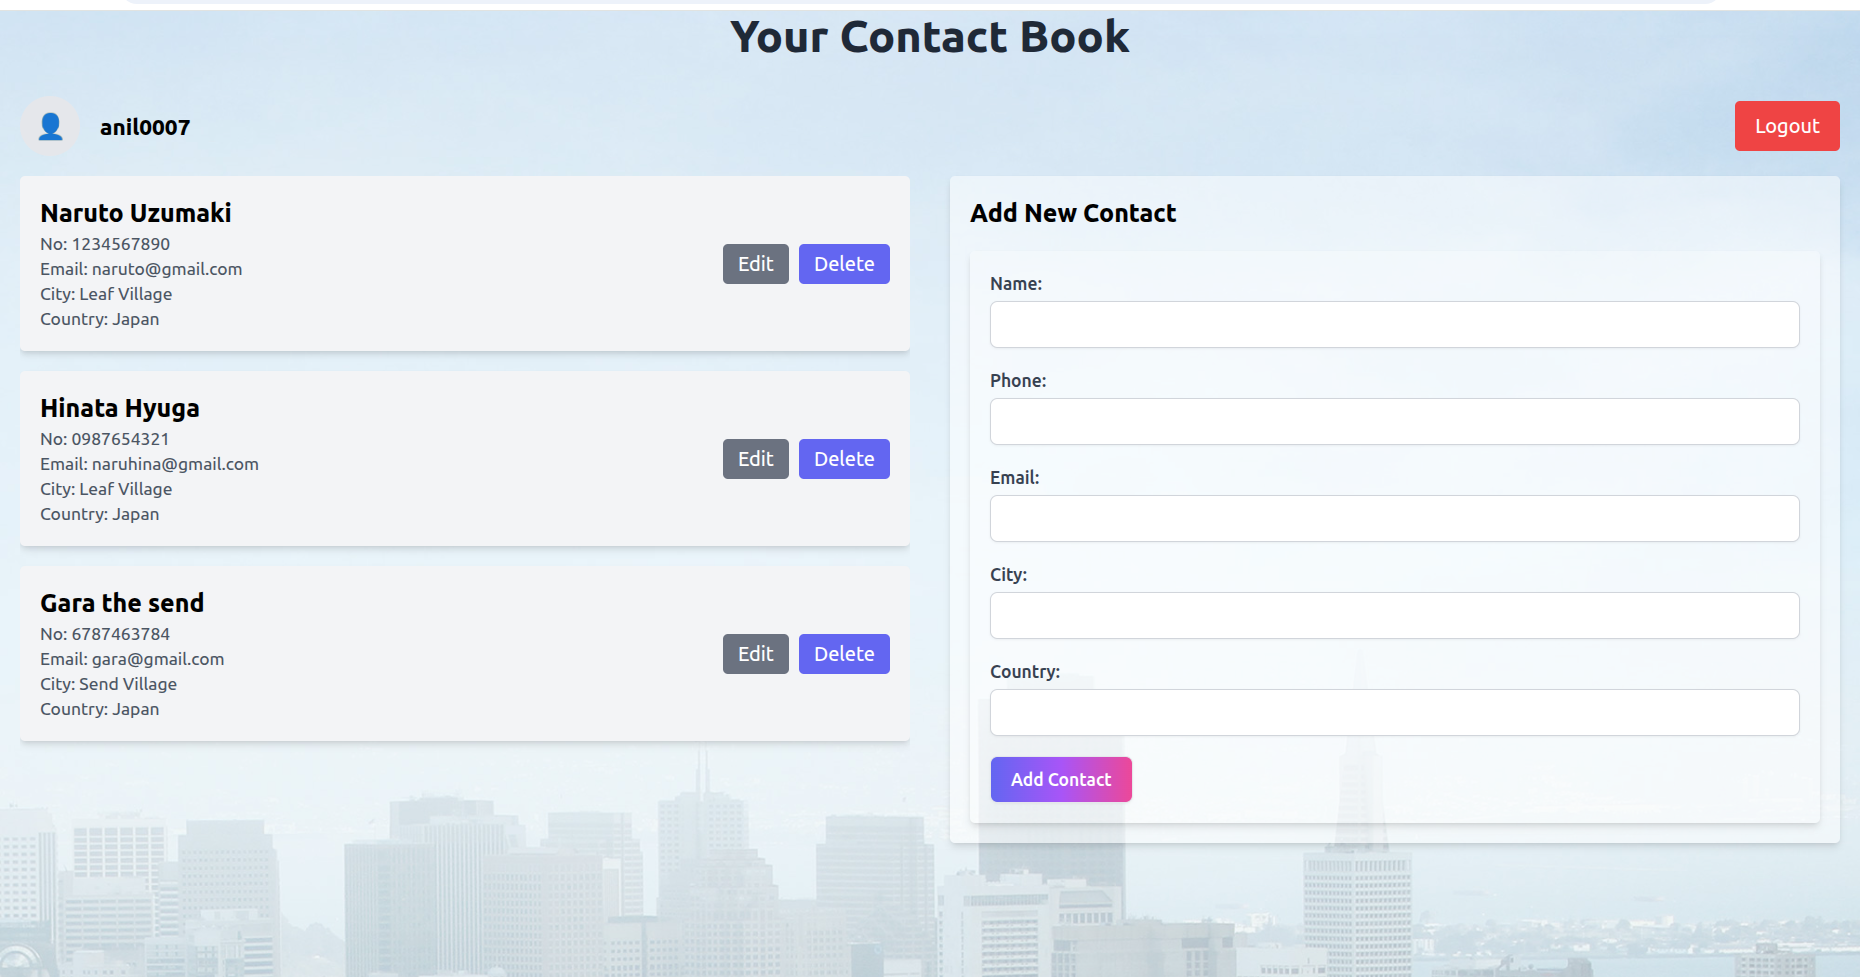 Your Contact Book
anil0007
Logout
Naruto Uzumaki
No: 1234567890
Email: naruto@gmail.com
City: Leaf Village
Country: Japan
Edit
Delete
Hinata Hyuga
No: 0987654321
Email: naruhina@gmail.com
City: Leaf Village
Country: Japan
Edit
Delete
Gara the send
No: 6787463784
Email: gara@gmail.com
City: Send Village
Country: Japan
Edit
Delete
Add New Contact
Name:
Phone:
Email:
City:
Country:
Add Contact